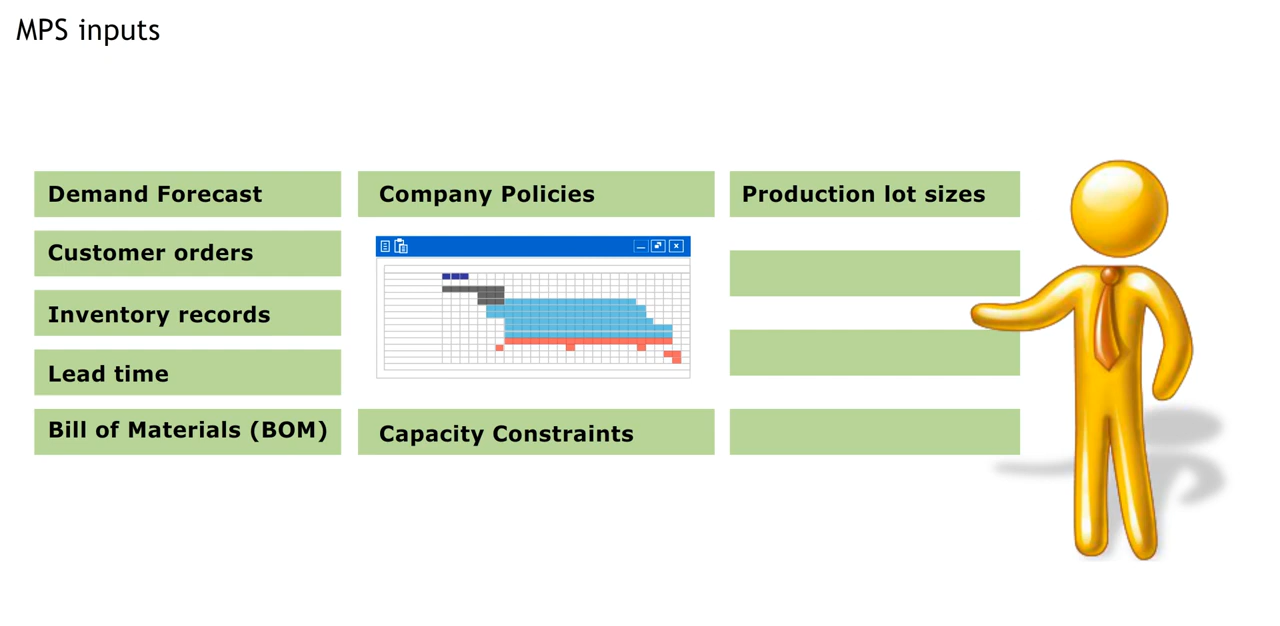 MPS inputs
Demand Forecast
Company Policies
Production lot sizes
Customer orders
Inventory records
Lead time
Bill of Materials (BOM)
Capacity Constraints